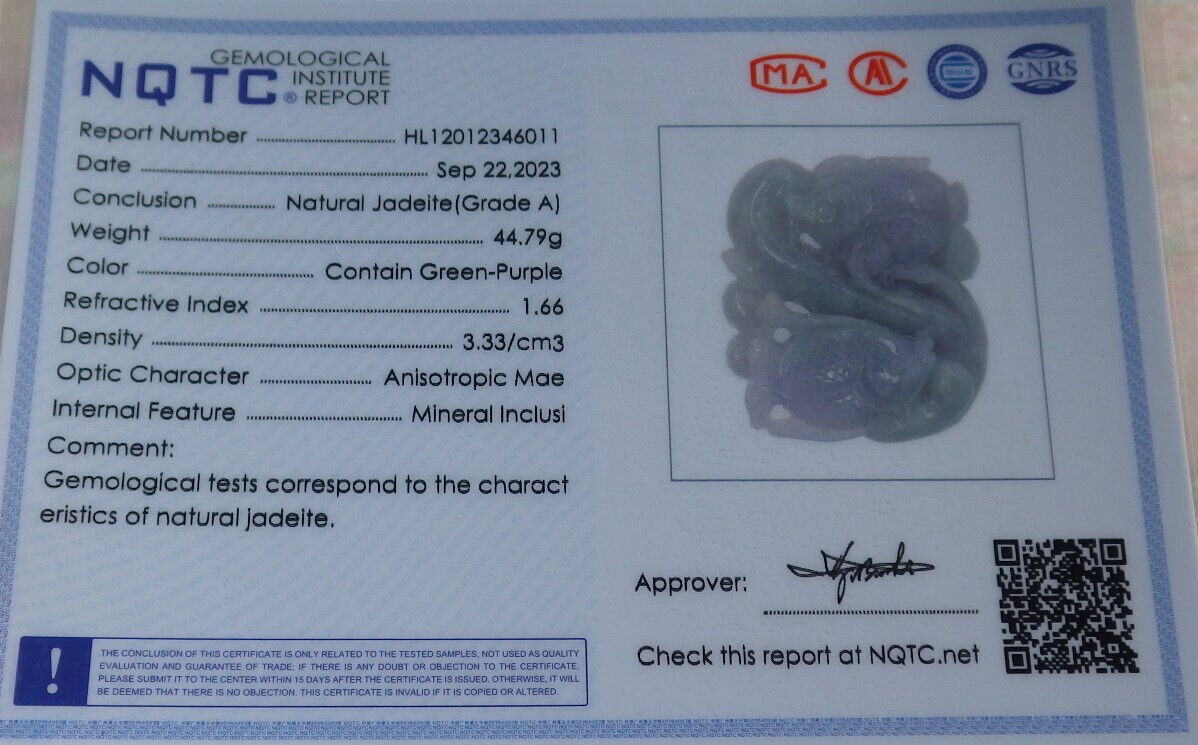 GEMOLOGICAL
NQTC® INSTITUTE
REPORT
Report Number ........ HL12012346011
Date ........ Sep 22,2023
Conclusion ........ Natural Jadeite(Grade A)
Weight ........ 44.79g
Color ........ Contain Green-Purple
Refractive Index ........ 1.66
Density ........ 3.33/cm3
Optic Character ........ Anisotropic Mae
Internal Feature ........ Mineral Inclusi
Comment:
Gemological tests correspond to the charact
eristics of natural jadeite.
! THE CONCLUSION OF THIS CERTIFICATE IS ONLY RELATED TO THE TESTED SAMPLES, NOT USED AS QUALITY
EVALUATION AND GUARANTEE OF TRADE; IF THERE IS ANY DOUBT OR OBJECTION TO THE CERTIFICATE,
PLEASE SUBMIT IT TO THE CENTER WITHIN 15 DAYS AFTER THE CERTIFICATE IS ISSUED. OTHERWISE, IT WILL
BE DEEMED THAT THERE IS NO OBJECTION. THIS CERTIFICATE IS INVALID IF IT IS COPIED OR ALTERED.
MA
GNRS
Approver:
Check this report at NQTC.net